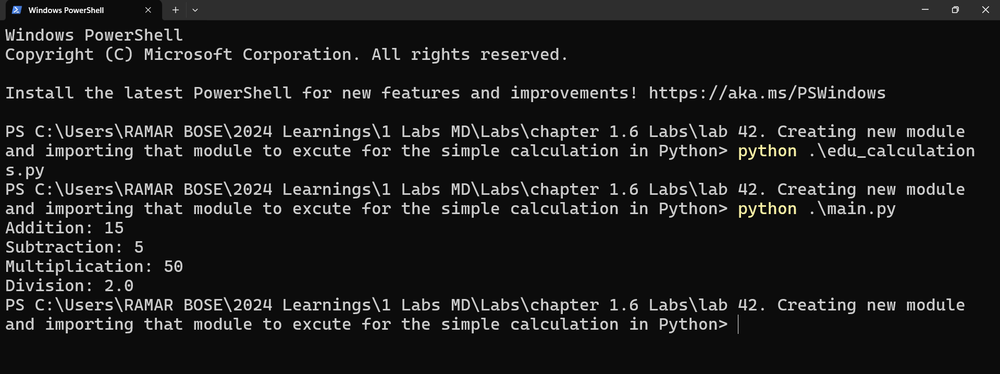 Windows PowerShell
Windows PowerShell
Copyright (C) Microsoft Corporation. All rights reserved.
Install the latest PowerShell for new features and improvements! https://aka.ms/PSWindows
PS C:\Users\RAMAR BOSE\2024 Learnings\1 Labs MD\Labs\chapter 1.6 Labs\lab 42. Creating new module
and importing that module to excute for the simple calculation in Python> python .\edu_calculation
s.py
PS C:\Users\RAMAR BOSE\2024 Learnings\1 Labs MD\Labs\chapter 1.6 Labs\lab 42. Creating new module
and importing that module to excute for the simple calculation in Python> python .\main.py
Addition: 15
Subtraction: 5
Multiplication: 50
Division: 2.0
PS C:\Users\RAMAR BOSE\2024 Learnings\1 Labs MD\Labs\chapter 1.6 Labs\lab 42. Creating new module
and importing that module to excute for the simple calculation in Python>